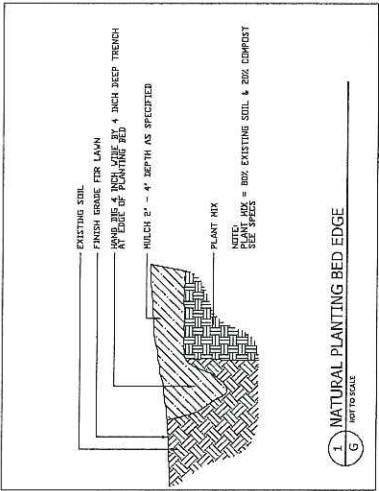 EXISTING SOIL
FINISH GRADE FOR LAWN
HAND DIG 4 INCH WIDE BY 4 INCH DEEP TRENCH
AT EDGE OF PLANTING BED
MULCH 2" - 4" DEPTH AS SPECIFIED
PLANT MIX
NOTE:
PLANT MIX = 80% EXISTING SOIL & 20% COMPOST
SEE SPECS
1
G
NATURAL PLANTING BED EDGE
NOT TO SCALE